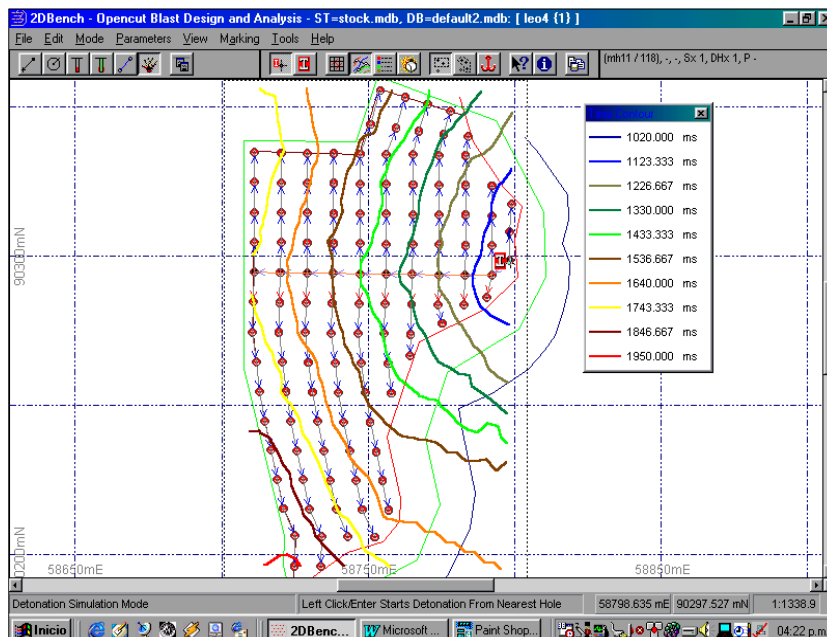 2DBench - Opencut Blast Design and Analysis - ST=stock.mdb, DB=default2.mdb: [ leo4 {1} ]
File Edit Mode Parameters View Marking Tools Help
(mh11 / 118), -, -, Sx 1, DHx 1, P -
Contour
1020.000 ms
1123.333 ms
1226.667 ms
1330.000 ms
1433.333 ms
1536.667 ms
1640.000 ms
1743.333 ms
1846.667 ms
1950.000 ms
90300mN
0200mN
58650mE
58750mE
58850mE
Detonation Simulation Mode
Left Click/Enter Starts Detonation From Nearest Hole
58798.635 mE
90297.527 mN
1:1338.9
Inicio
2DBenc...
Microsoft ...
Paint Shop...
04:22 p.m.